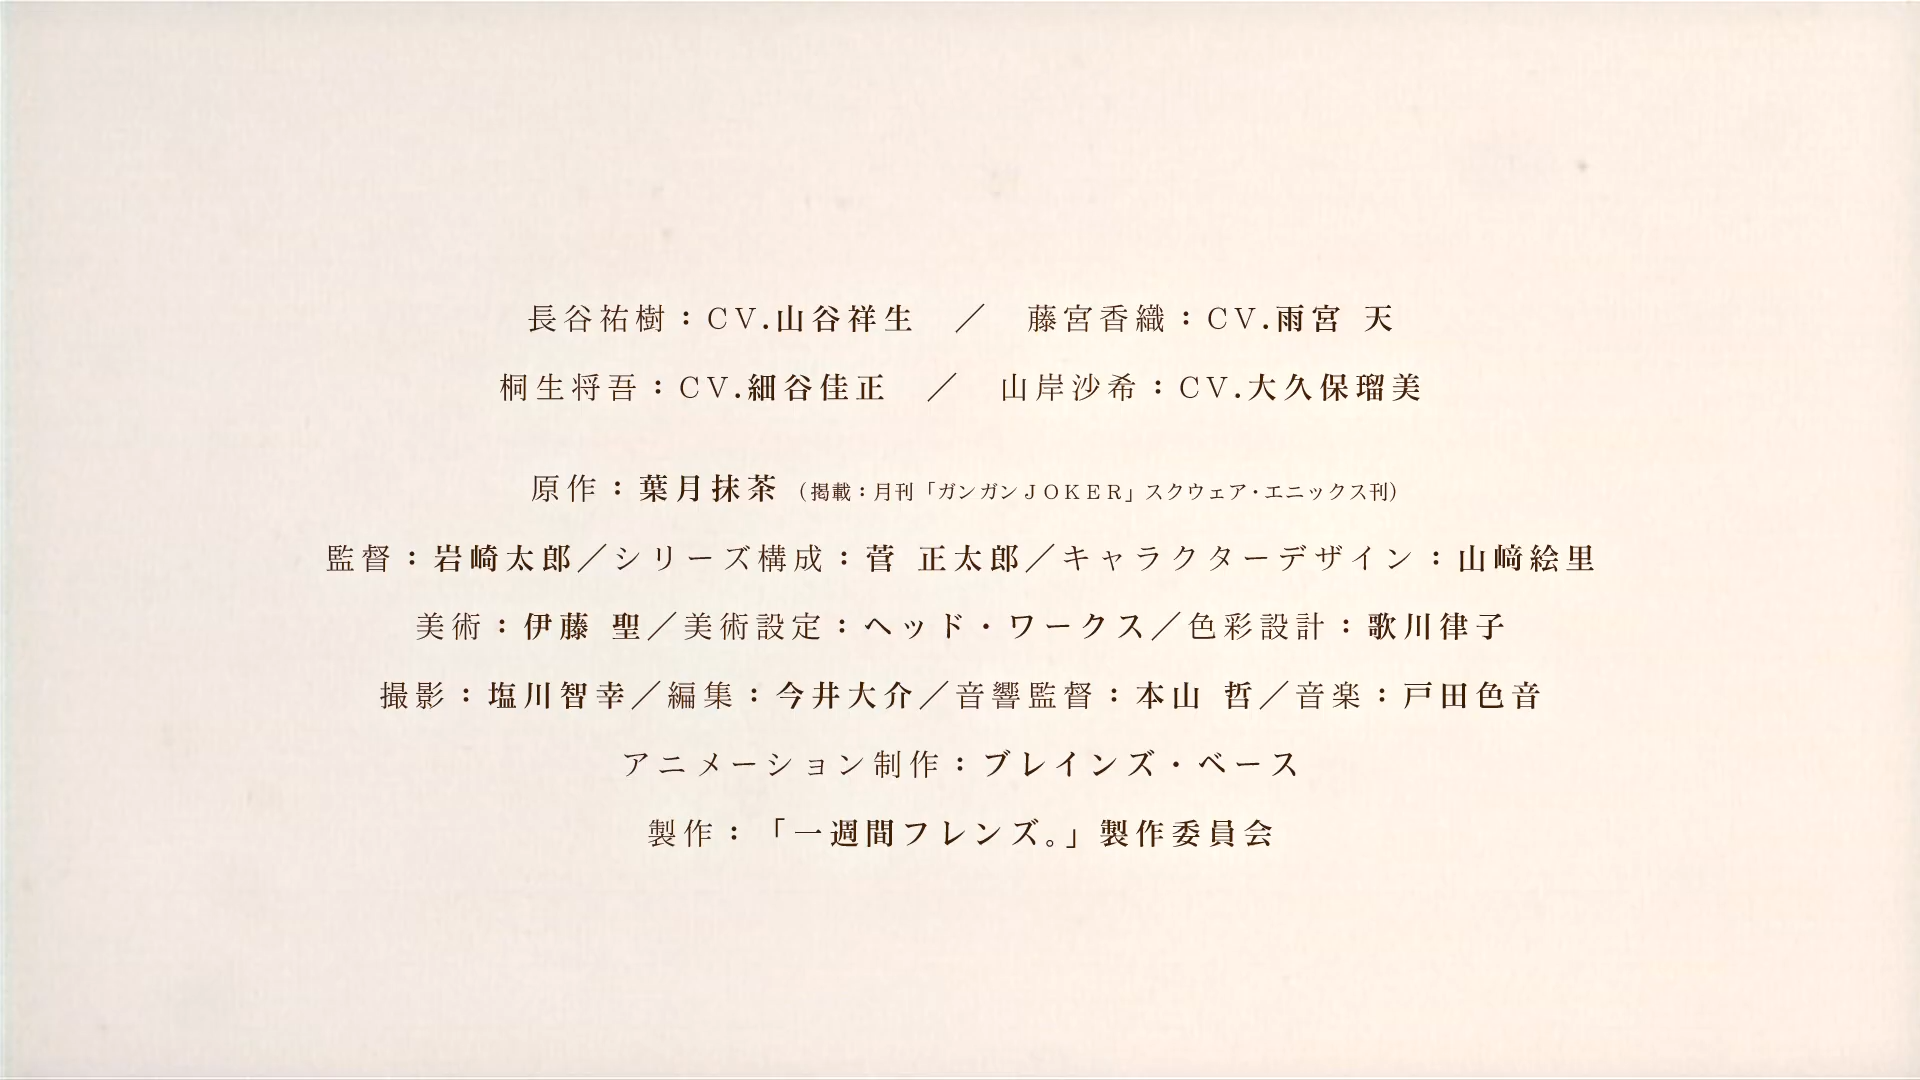 長谷祐樹：CV.山谷祥生　／　藤宮香織：CV.雨宮 天
桐生将吾：CV.細谷佳正　／　山岸沙希：CV.大久保瑠美
原作：葉月抹茶（掲載：月刊「ガンガンＪＯＫＥＲ」スクウェア・エニックス刊）
監督：岩崎太郎／シリーズ構成：菅 正太郎／キャラクターデザイン：山﨑絵里
美術：伊藤 聖／美術設定：ヘッド・ワークス／色彩設計：歌川律子
撮影：塩川智幸／編集：今井大介／音響監督：本山 哲／音楽：戸田色音
アニメーション制作：ブレインズ・ベース
製作：「一週間フレンズ。」製作委員会